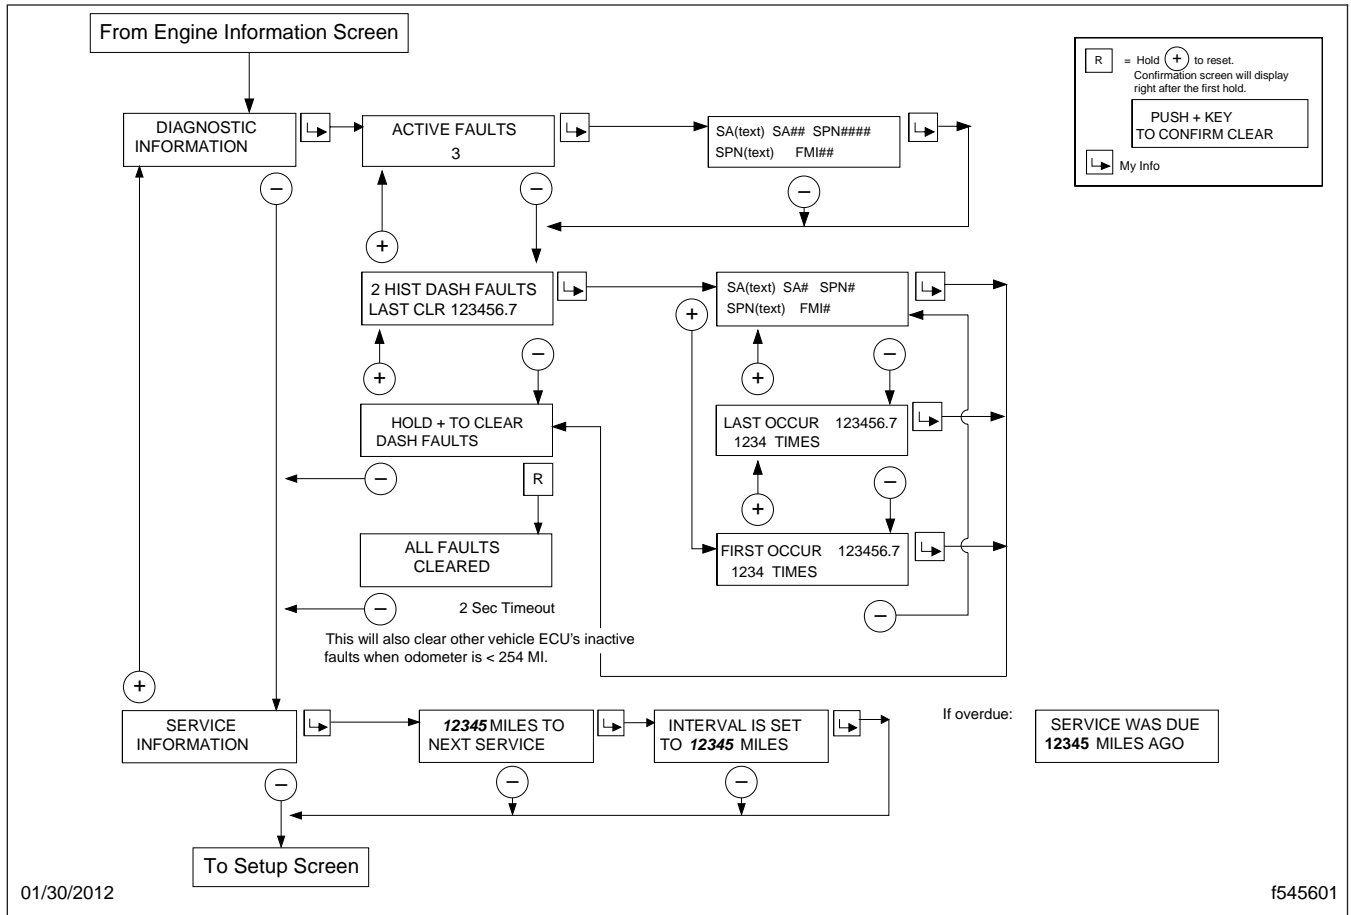 From Engine Information Screen
R = Hold + to reset.
Confirmation screen will display
right after the first hold.
PUSH + KEY
TO CONFIRM CLEAR
My Info
DIAGNOSTIC
INFORMATION
ACTIVE FAULTS
3
SA(text) SA## SPN####
SPN(text) FMI##
−
−
−
+
2 HIST DASH FAULTS
LAST CLR 123456.7
SA(text) SA# SPN#
SPN(text) FMI#
+
−
−
+
+
HOLD + TO CLEAR
DASH FAULTS
LAST OCCUR 123456.7
1234 TIMES
−
R
−
+
ALL FAULTS
CLEARED
FIRST OCCUR 123456.7
1234 TIMES
−
2 Sec Timeout
−
This will also clear other vehicle ECU's inactive
faults when odometer is < 254 MI.
+
SERVICE
INFORMATION
12345 MILES TO
NEXT SERVICE
INTERVAL IS SET
TO 12345 MILES
If overdue:
SERVICE WAS DUE
12345 MILES AGO
−
−
−
To Setup Screen
01/30/2012
f545601